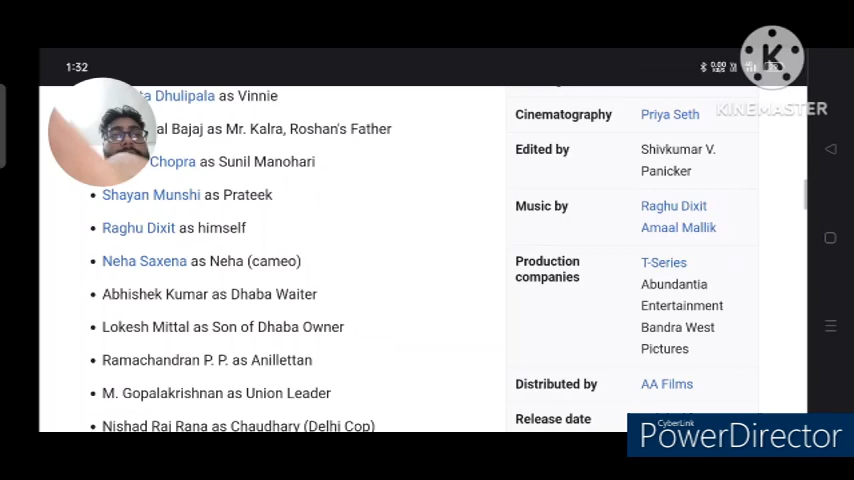 1:32
ta Dhulipala as Vinnie
al Bajaj as Mr. Kalra, Roshan's Father
Chopra as Sunil Manohari
Shayan Munshi as Prateek
Raghu Dixit as himself
Neha Saxena as Neha (cameo)
Abhishek Kumar as Dhaba Waiter
Lokesh Mittal as Son of Dhaba Owner
Ramachandran P. P. as Anillettan
M. Gopalakrishnan as Union Leader
Nishad Raj Rana as Chaudhary (Delhi Cop)
Cinematography Priya Seth
Edited by Shivkumar V.
Panicker
Music by Raghu Dixit
Amaal Mallik
Production T-Series
companies Abundantia
Entertainment
Bandra West
Pictures
Distributed by AA Films
Release date
K
KINEMASTER
CyberLink
PowerDirector